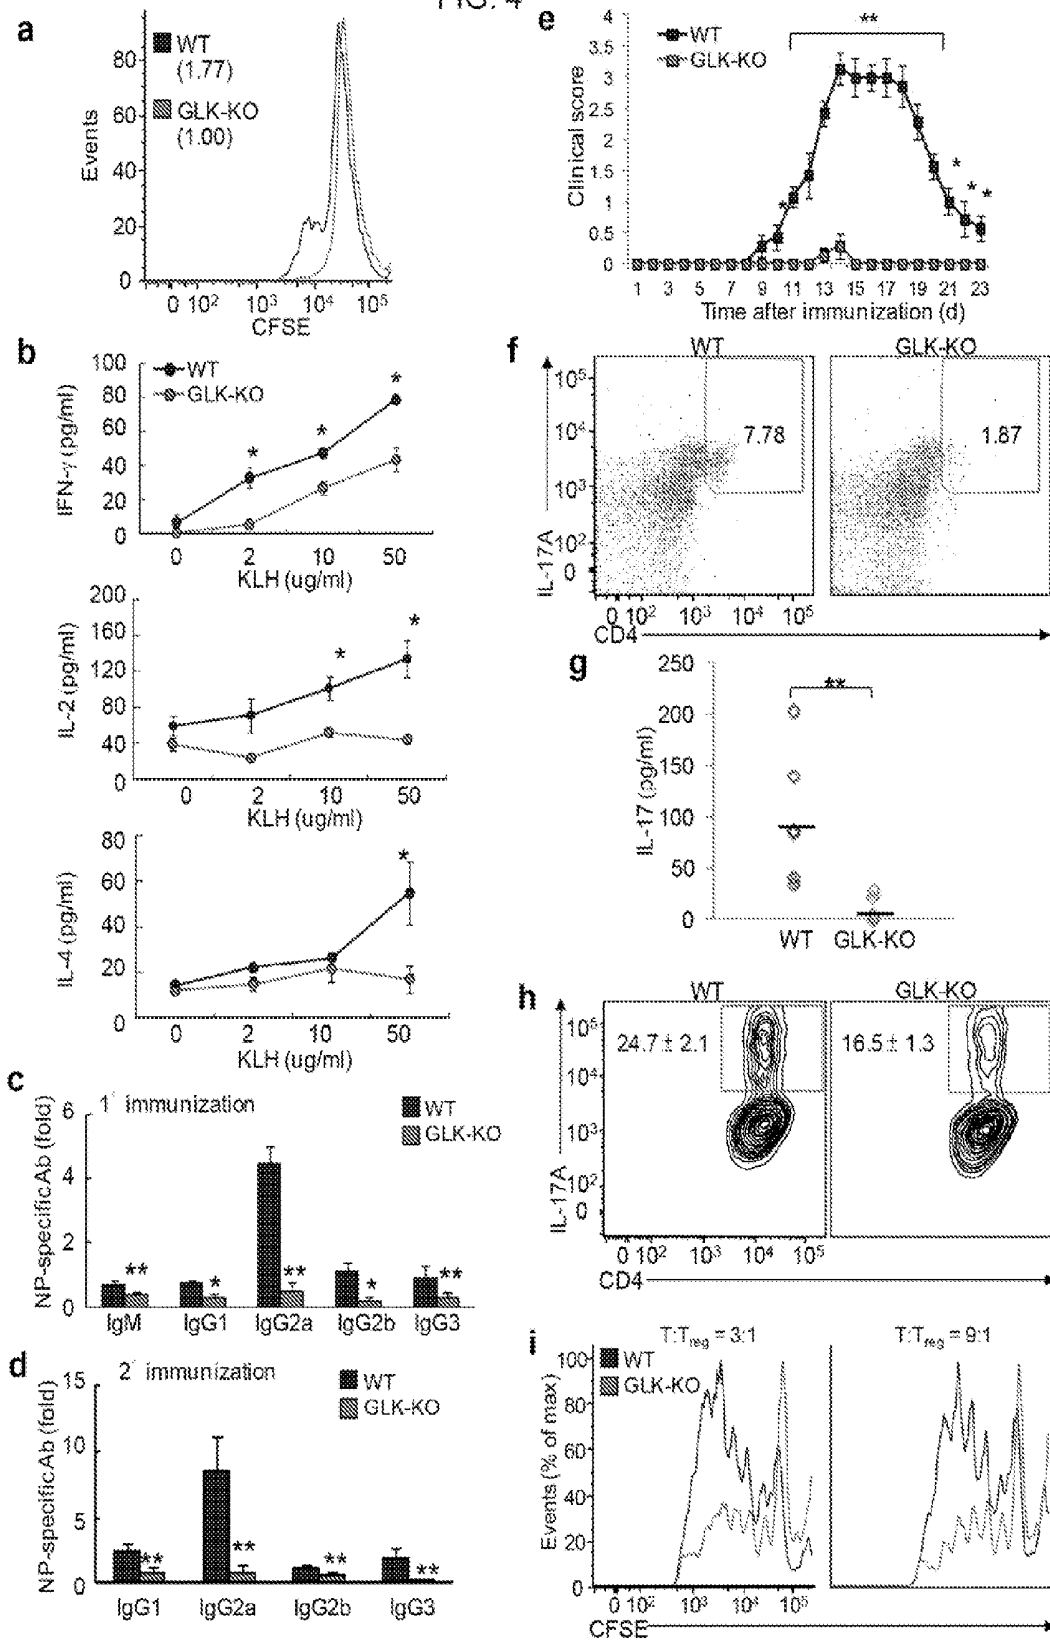 FIG. 4
a
WT
(1.77)
GLK-KO
(1.00)
Events
80
60
40
20
0
0 10² 10³ 10⁴ 10⁵
CFSE
b
WT
GLK-KO
IFN-γ (pg/ml)
100
80
60
40
20
0
* * *
0 2 10 50
KLH (ug/ml)
IL-2 (pg/ml)
200
160
120
80
40
0
* *
0 2 10 50
KLH (ug/ml)
IL-4 (pg/ml)
80
60
40
20
0
*
0 2 10 50
KLH (ug/ml)
c
1° immunization
WT
GLK-KO
NP-specificAb (fold)
6
4
2
0
** * ** * **
IgM IgG1 IgG2a IgG2b IgG3
d
2° immunization
WT
GLK-KO
NP-specificAb (fold)
15
10
5
0
** ** ** **
IgG1 IgG2a IgG2b IgG3
e
WT
GLK-KO
**
Clinical score
4
3.5
3
2.5
2
1.5
1
0.5
0
* * * *
1 3 5 7 9 11 13 15 17 19 21 23
Time after immunization (d)
f
WT GLK-KO
IL-17A
10⁵
10⁴
10³
10²
0
7.78 1.87
0 10² 10³ 10⁴ 10⁵
CD4
g
IL-17 (pg/ml)
250
200
150
100
50
0
**
WT GLK-KO
h
WT GLK-KO
IL-17A
10⁴
10³
10²
0
24.7 ± 2.1 16.5 ± 1.3
0 10² 10³ 10⁴ 10⁵
CD4
i
T:Treg = 3:1 T:Treg = 9:1
WT
GLK-KO
Events (% of max)
100
80
60
40
20
0
0 10² 10³ 10⁴ 10⁵
CFSE